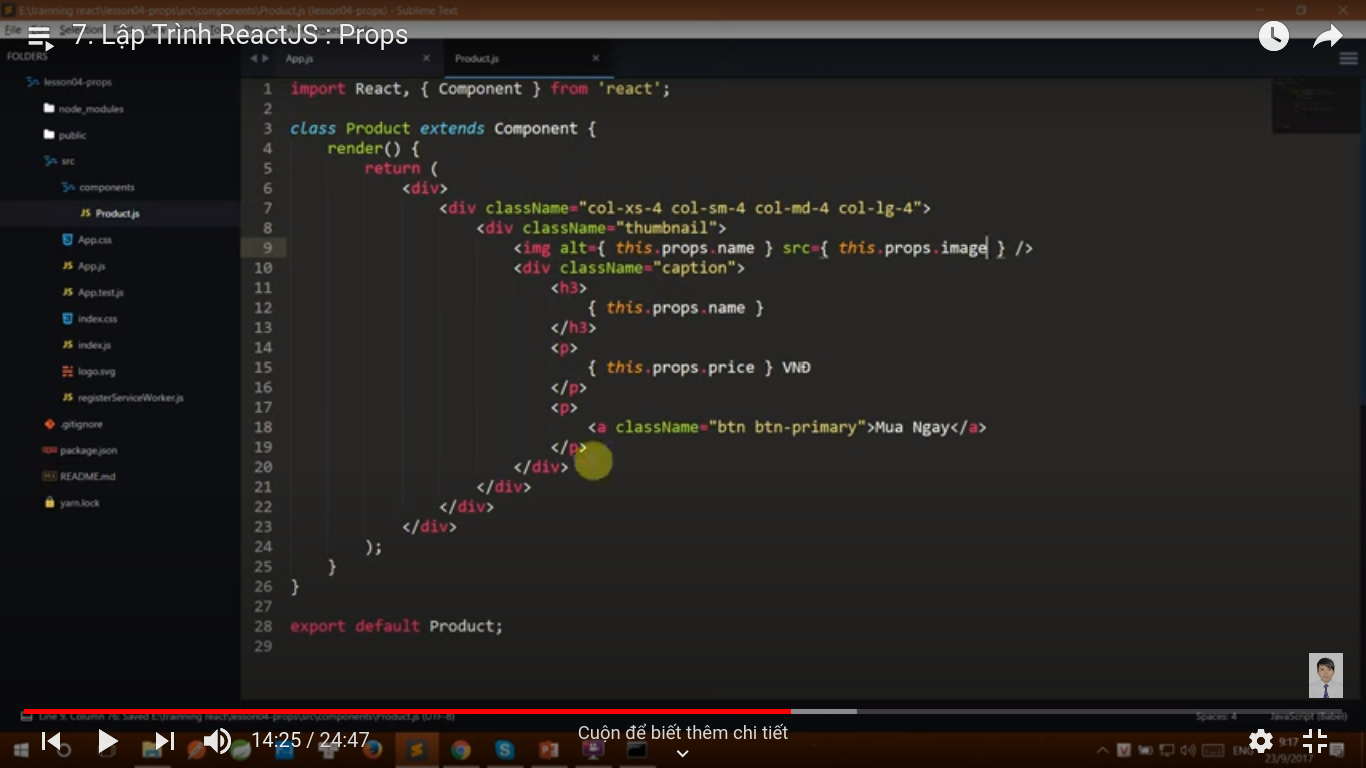 E:\trainning react\lesson04-props\src\components\Product.js (lesson04-props) - Sublime Text
7. Lập Trình ReactJS : Props
FOLDERS
lesson04-props
node_modules
public
src
components
Product.js
App.css
App.js
App.test.js
index.css
index.js
logo.svg
registerServiceWorker.js
.gitignore
package.json
README.md
yarn.lock
App.js
Product.js
1 import React, { Component } from 'react';
2
3 class Product extends Component {
4 render() {
5 return (
6 <div>
7 <div className="col-xs-4 col-sm-4 col-md-4 col-lg-4">
8 <div className="thumbnail">
9 <img alt={ this.props.name } src={ this.props.image } />
10 <div className="caption">
11 <h3>
12 { this.props.name }
13 </h3>
14 <p>
15 { this.props.price } VNĐ
16 </p>
17 <p>
18 <a className="btn btn-primary">Mua Ngay</a>
19 </p>
20 </div>
21 </div>
22 </div>
23 </div>
24 );
25 }
26 }
27
28 export default Product;
29
Line 9, Column 76; Saved E:\trainning react\lesson04-props\src\components\Product.js (UTF-8)
Spaces: 4
JavaScript (Babel)
14:25 / 24:47
Cuộn để biết thêm chi tiết
ENG
9:17
23/9/2017